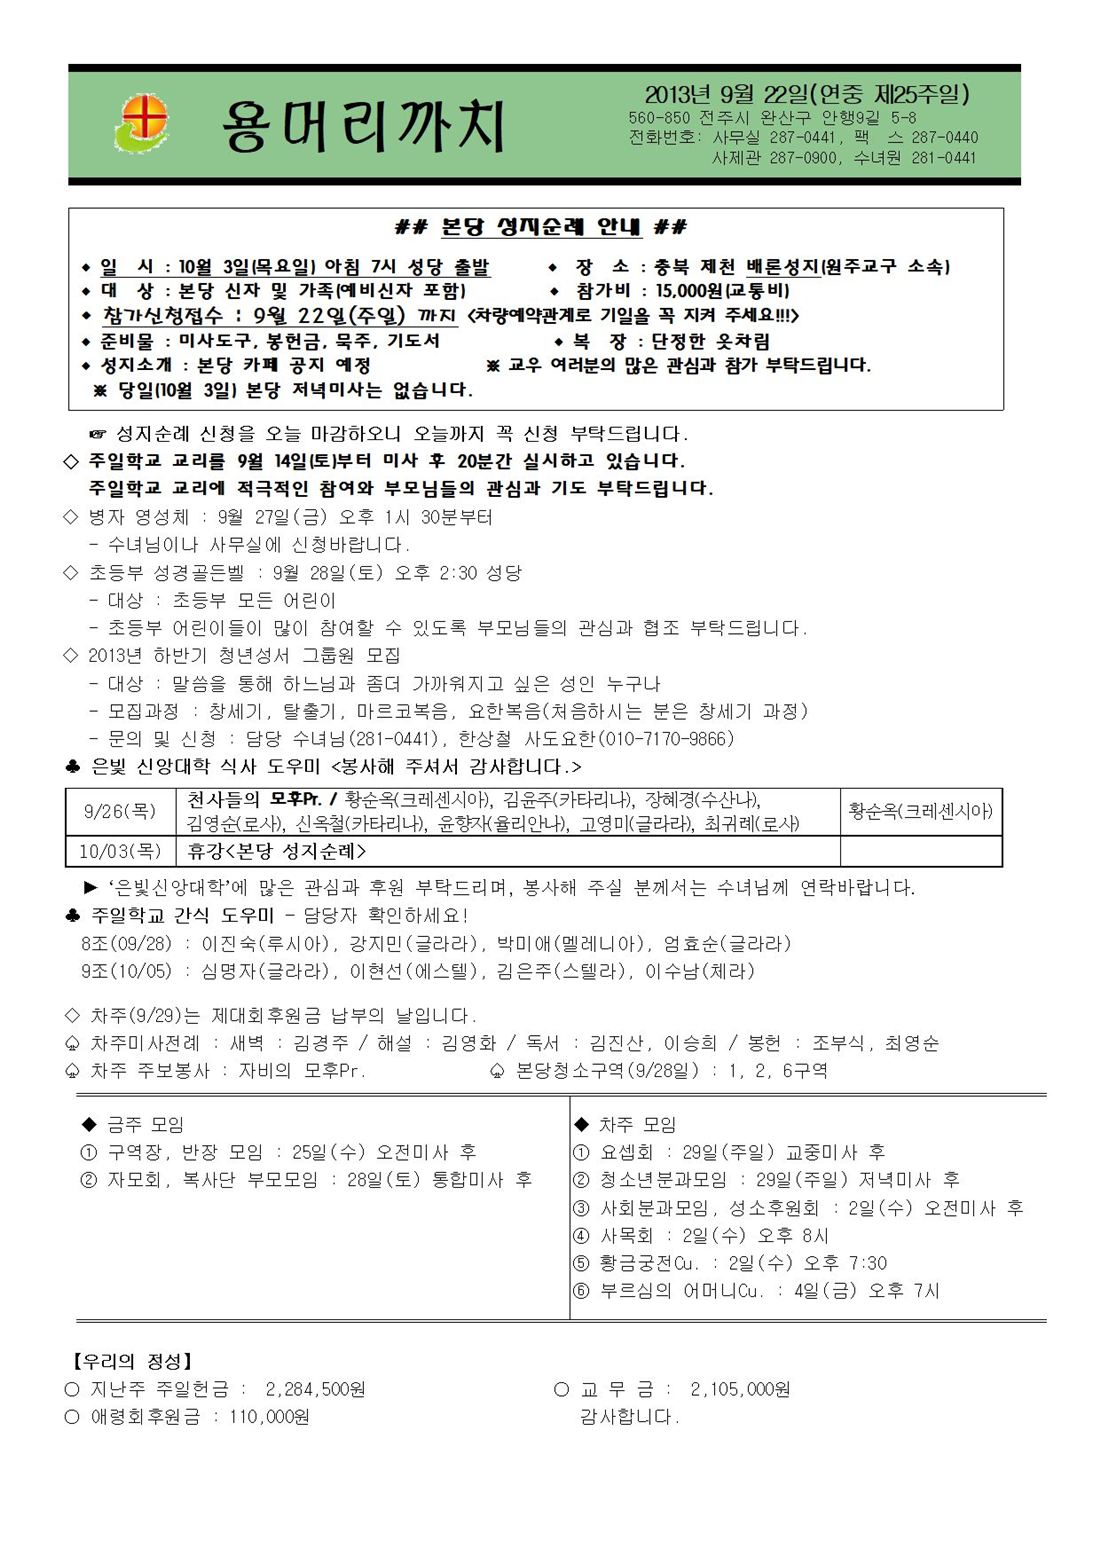 용머리까치
2013년 9월 22일(연중 제25주일)
560-850 전주시 완산구 안행9길 5-8
전화번호: 사무실 287-0441, 팩 스 287-0440
사제관 287-0900, 수녀원 281-0441
## 본당 성지순례 안내 ##
◆ 일 시 : 10월 3일(목요일) 아침 7시 성당 출발 ◆ 장 소 : 충북 제천 배론성지(원주교구 소속)
◆ 대 상 : 본당 신자 및 가족(예비신자 포함) ◆ 참가비 : 15,000원(교통비)
◆ 참가신청접수 : 9월 22일(주일) 까지 <차량예약관계로 기일을 꼭 지켜 주세요!!!>
◆ 준비물 : 미사도구, 봉헌금, 묵주, 기도서 ◆ 복 장 : 단정한 옷차림
◆ 성지소개 : 본당 카페 공지 예정 ※ 교우 여러분의 많은 관심과 참가 부탁드립니다.
※ 당일(10월 3일) 본당 저녁미사는 없습니다.
☞ 성지순례 신청을 오늘 마감하오니 오늘까지 꼭 신청 부탁드립니다.
◇ 주일학교 교리를 9월 14일(토)부터 미사 후 20분간 실시하고 있습니다.
주일학교 교리에 적극적인 참여와 부모님들의 관심과 기도 부탁드립니다.
◇ 병자 영성체 : 9월 27일(금) 오후 1시 30분부터
- 수녀님이나 사무실에 신청바랍니다.
◇ 초등부 성경골든벨 : 9월 28일(토) 오후 2:30 성당
- 대상 : 초등부 모든 어린이
- 초등부 어린이들이 많이 참여할 수 있도록 부모님들의 관심과 협조 부탁드립니다.
◇ 2013년 하반기 청년성서 그룹원 모집
- 대상 : 말씀을 통해 하느님과 좀더 가까워지고 싶은 성인 누구나
- 모집과정 : 창세기, 탈출기, 마르코복음, 요한복음(처음하시는 분은 창세기 과정)
- 문의 및 신청 : 담당 수녀님(281-0441), 한상철 사도요한(010-7170-9866)
♣ 은빛 신앙대학 식사 도우미 <봉사해 주셔서 감사합니다.>
9/26(목) 천사들의 모후Pr. / 황순옥(크레센시아), 김윤주(카타리나), 장혜경(수산나), 황순옥(크레센시아)
김영순(로사), 신옥철(카타리나), 윤향자(율리안나), 고영미(글라라), 최귀례(로사)
10/03(목) 휴강<본당 성지순례>
▶ ‘은빛신앙대학’에 많은 관심과 후원 부탁드리며, 봉사해 주실 분께서는 수녀님께 연락바랍니다.
♣ 주일학교 간식 도우미 - 담당자 확인하세요!
8조(09/28) : 이진숙(루시아), 강지민(글라라), 박미애(멜레니아), 엄효순(글라라)
9조(10/05) : 심명자(글라라), 이현선(에스텔), 김은주(스텔라), 이수남(체라)
◇ 차주(9/29)는 제대회후원금 납부의 날입니다.
♤ 차주미사전례 : 새벽 : 김경주 / 해설 : 김영화 / 독서 : 김진산, 이승희 / 봉헌 : 조부식, 최영순
♤ 차주 주보봉사 : 자비의 모후Pr. ♤ 본당청소구역(9/28일) : 1, 2, 6구역
◆ 금주 모임
① 구역장, 반장 모임 : 25일(수) 오전미사 후
② 자모회, 복사단 부모모임 : 28일(토) 통합미사 후
◆ 차주 모임
① 요셉회 : 29일(주일) 교중미사 후
② 청소년분과모임 : 29일(주일) 저녁미사 후
③ 사회분과모임, 성소후원회 : 2일(수) 오전미사 후
④ 사목회 : 2일(수) 오후 8시
⑤ 황금궁전Cu. : 2일(수) 오후 7:30
⑥ 부르심의 어머니Cu. : 4일(금) 오후 7시
【우리의 정성】
○ 지난주 주일헌금 : 2,284,500원 ○ 교 무 금 : 2,105,000원
○ 애령회후원금 : 110,000원 감사합니다.